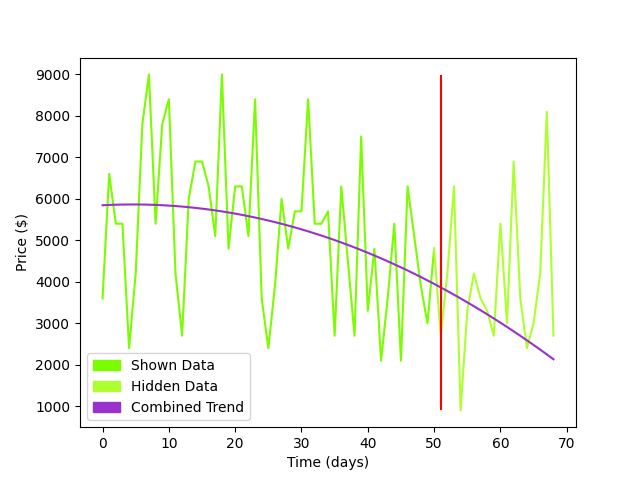 9000
8000
7000
6000
5000
4000
3000
2000
1000
Price ($)
Shown Data
Hidden Data
Combined Trend
0 10 20 30 40 50 60 70
Time (days)